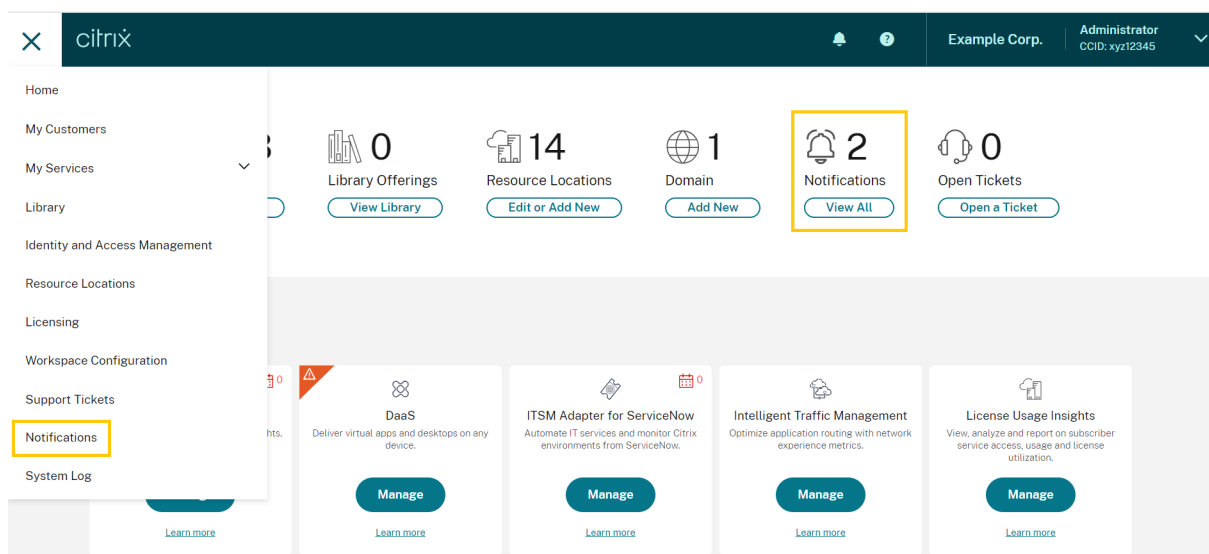 citrix
Example Corp.
Administrator
CCID: xyz12345
Home
My Customers
My Services
Library
Identity and Access Management
Resource Locations
Licensing
Workspace Configuration
Support Tickets
Notifications
System Log
0
Library Offerings
View Library
14
Resource Locations
Edit or Add New
1
Domain
Add New
2
Notifications
View All
0
Open Tickets
Open a Ticket
0
hts.
Learn more
DaaS
Deliver virtual apps and desktops on any
device.
Manage
Learn more
0
ITSM Adapter for ServiceNow
Automate IT services and monitor Citrix
environments from ServiceNow.
Manage
Learn more
Intelligent Traffic Management
Optimize application routing with network
experience metrics.
Manage
Learn more
License Usage Insights
View, analyze and report on subscriber
service access, usage and license
utilization.
Manage
Learn more